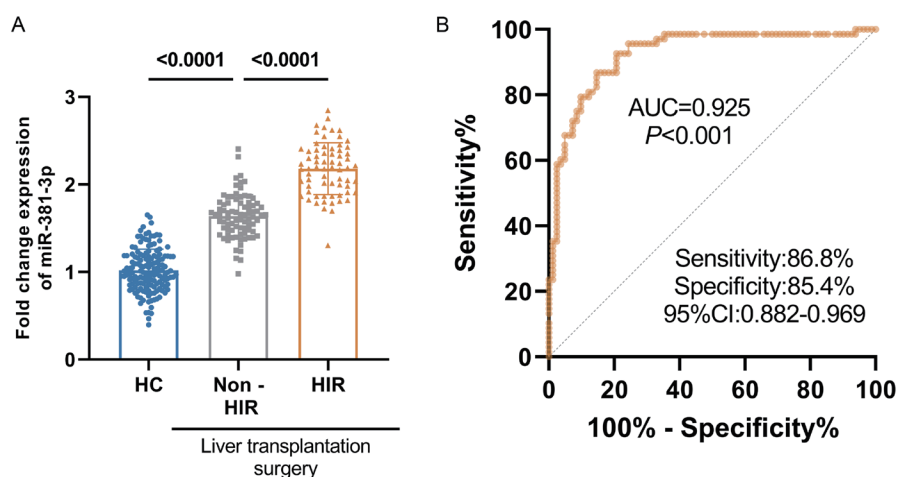 A
<0.0001 <0.0001
Fold change expression
of miR-381-3p
3
2
1
0
HC
Non -
HIR
HIR
Liver transplantation
surgery
B
Sensitivity%
100
80
60
40
20
0
AUC=0.925
P<0.001
Sensitivity:86.8%
Specificity:85.4%
95%CI:0.882-0.969
0 20 40 60 80 100
100% - Specificity%